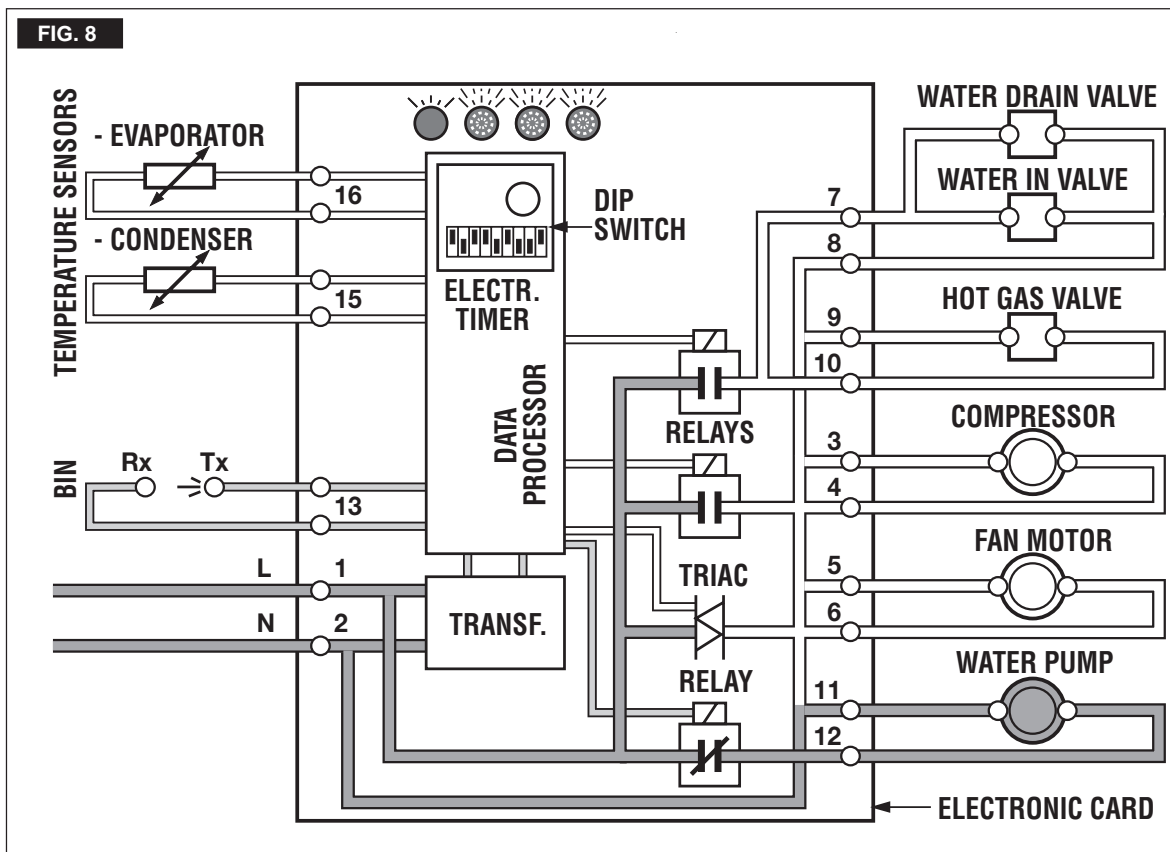 FIG. 8
TEMPERATURE SENSORS
- EVAPORATOR
16
- CONDENSER
15
BIN
Rx
Tx
13
L
1
N
2
DIP
SWITCH
ELECTR.
TIMER
DATA
PROCESSOR
TRANSF.
RELAYS
TRIAC
RELAY
7
8
9
10
3
4
5
6
11
12
WATER DRAIN VALVE
WATER IN VALVE
HOT GAS VALVE
COMPRESSOR
FAN MOTOR
WATER PUMP
ELECTRONIC CARD